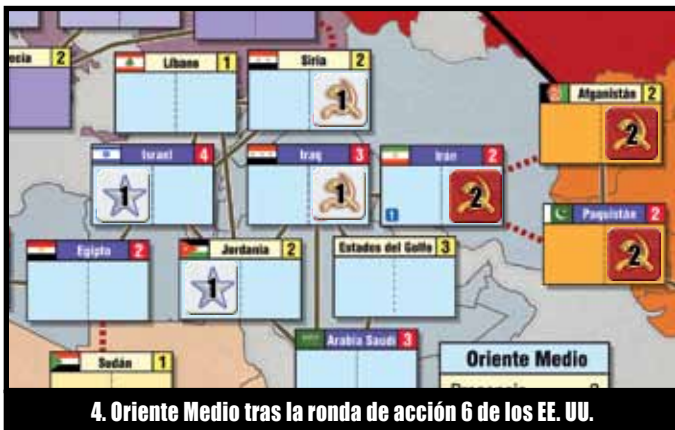 ecia 2
Líbano 1
Siria 2
1
Afganistán 2
2
Israel 4
1
Iraq 3
1
Irán 2
1 2
Paquistán 2
2
Egipto 2
Jordania 2
1
Estados del Golfo 3
Arabia Saudí 3
Sudán 1
Oriente Medio
Presencia
4. Oriente Medio tras la ronda de acción 6 de los EE. UU.